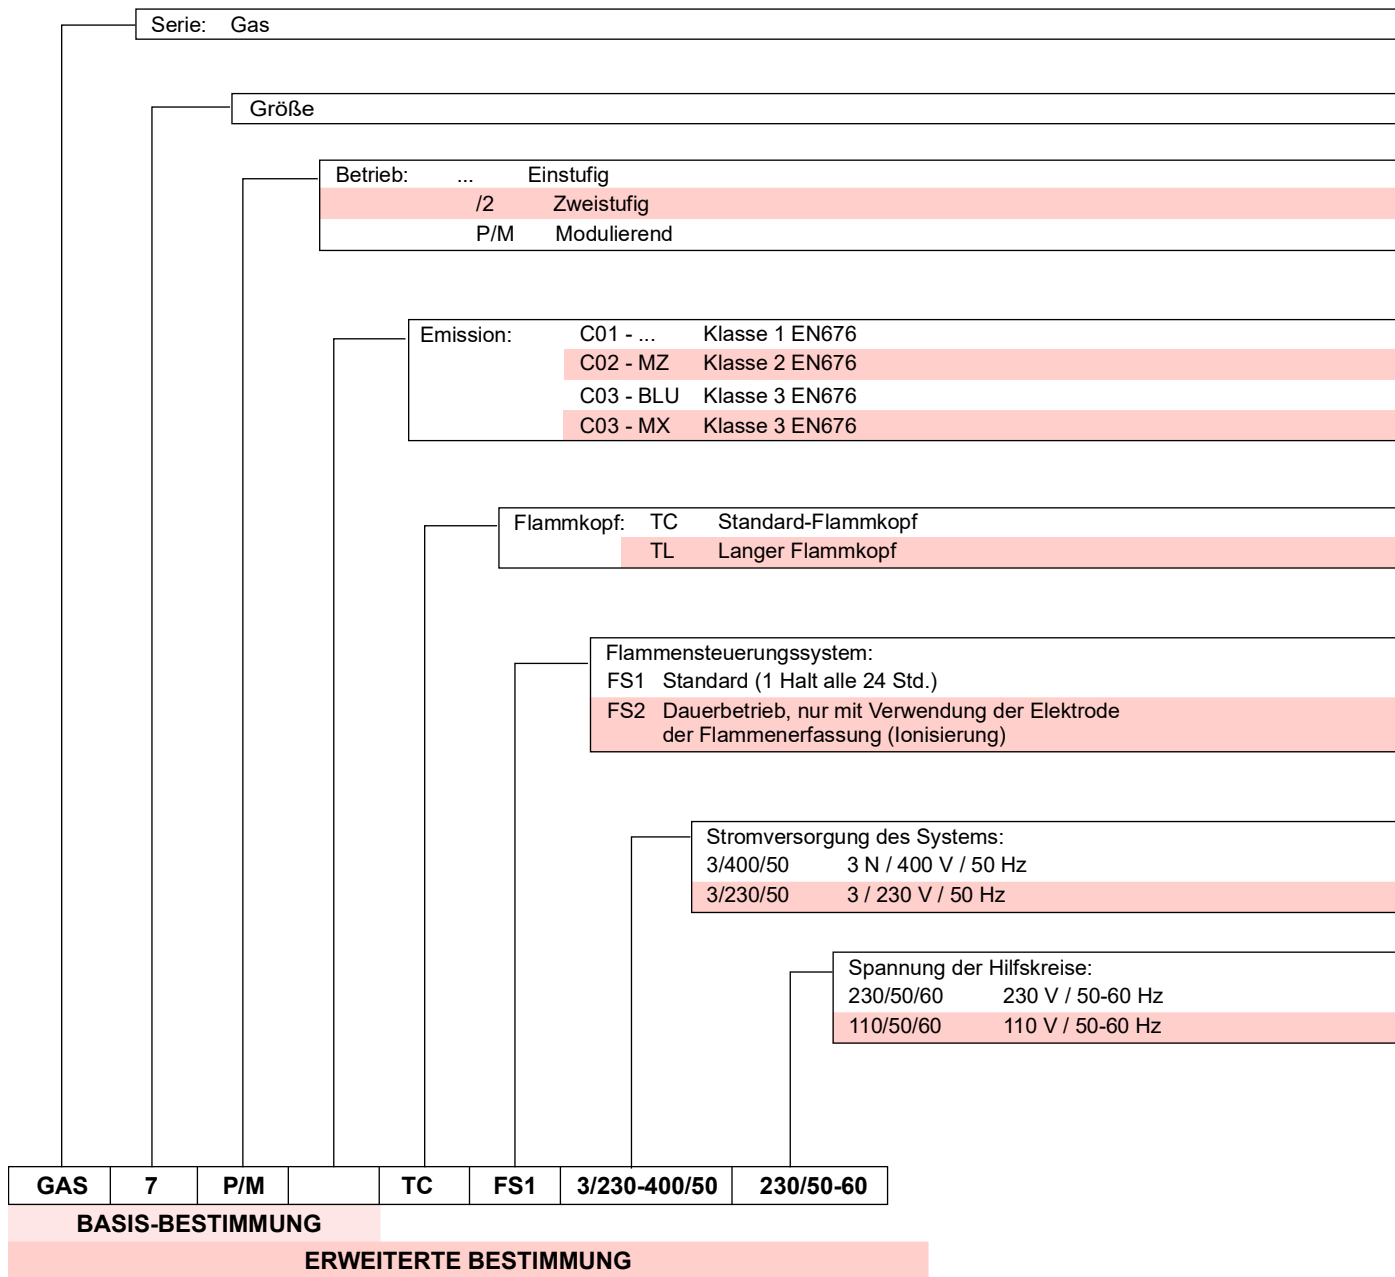 Serie: Gas
Größe
Betrieb: ... Einstufig
/2 Zweistufig
P/M Modulierend
Emission: C01 - ... Klasse 1 EN676
C02 - MZ Klasse 2 EN676
C03 - BLU Klasse 3 EN676
C03 - MX Klasse 3 EN676
Flammkopf: TC Standard-Flammkopf
TL Langer Flammkopf
Flammensteuerungssystem:
FS1 Standard (1 Halt alle 24 Std.)
FS2 Dauerbetrieb, nur mit Verwendung der Elektrode
der Flammenerfassung (Ionisierung)
Stromversorgung des Systems:
3/400/50 3 N / 400 V / 50 Hz
3/230/50 3 / 230 V / 50 Hz
Spannung der Hilfskreise:
230/50/60 230 V / 50-60 Hz
110/50/60 110 V / 50-60 Hz
GAS 7 P/M TC FS1 3/230-400/50 230/50-60
BASIS-BESTIMMUNG
ERWEITERTE BESTIMMUNG